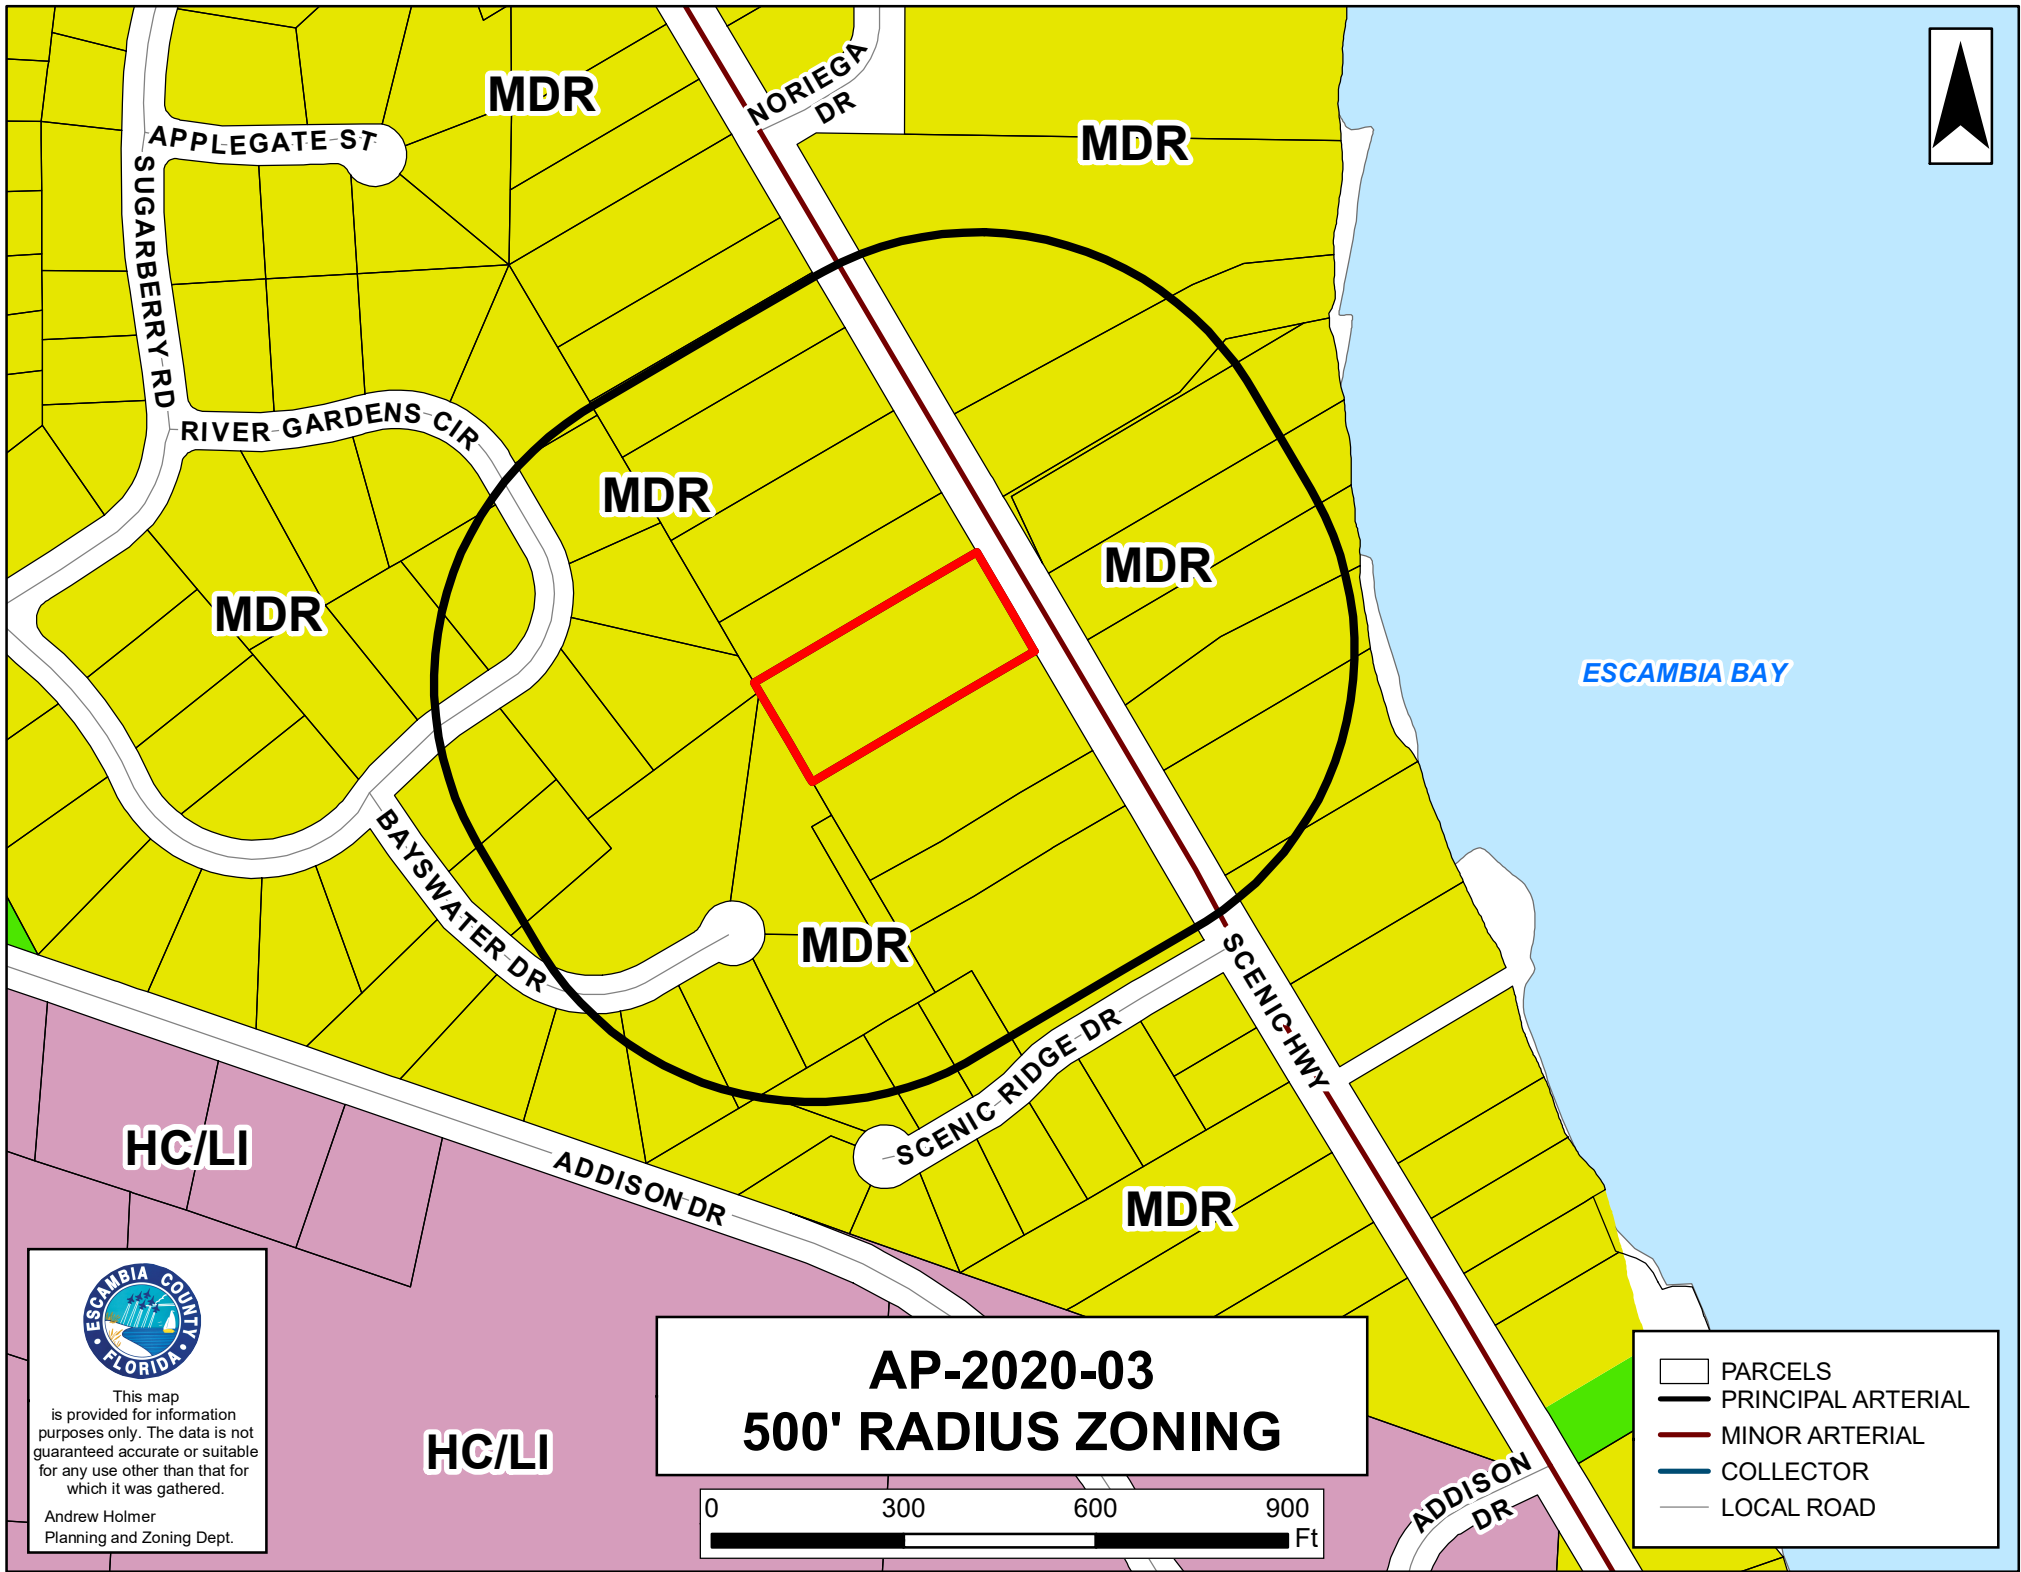 MDR
NORIEGA
DR
MDR
APPLEGATE ST
SUGARBERRY RD
RIVER GARDENS CIR
MDR
MDR
MDR
ESCAMBIA BAY
BAYSWATER DR
MDR
SCENIC HWY
SCENIC RIDGE DR
HC/LI
ADDISON DR
MDR
ESCAMBIA COUNTY
FLORIDA
This map
is provided for information
purposes only. The data is not
guaranteed accurate or suitable
for any use other than that for
which it was gathered.
Andrew Holmer
Planning and Zoning Dept.
HC/LI
AP-2020-03
500' RADIUS ZONING
0 300 600 900
Ft
ADDISON
DR
PARCELS
PRINCIPAL ARTERIAL
MINOR ARTERIAL
COLLECTOR
LOCAL ROAD